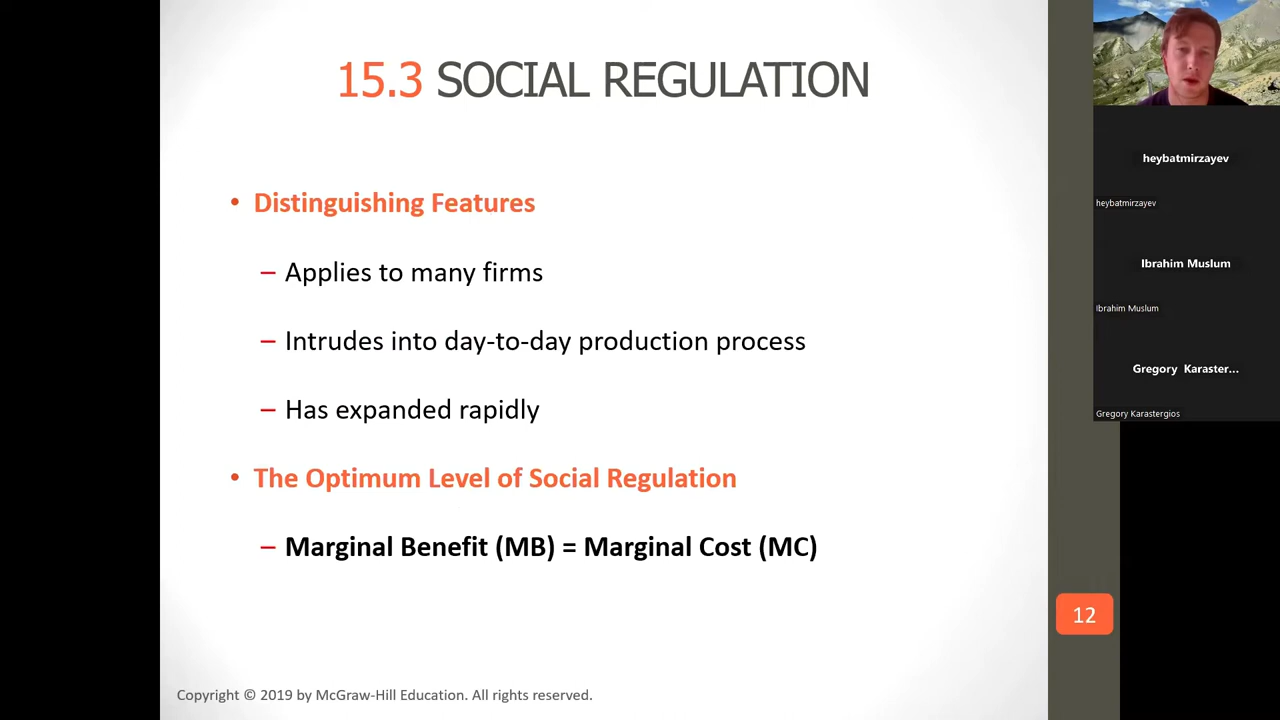 15.3 SOCIAL REGULATION
• Distinguishing Features
– Applies to many firms
– Intrudes into day-to-day production process
– Has expanded rapidly
• The Optimum Level of Social Regulation
– Marginal Benefit (MB) = Marginal Cost (MC)
12
Copyright © 2019 by McGraw-Hill Education. All rights reserved.
heybatmirzayev
heybatmirzayev
Ibrahim Muslum
Ibrahim Muslum
Gregory Karaster...
Gregory Karastergios